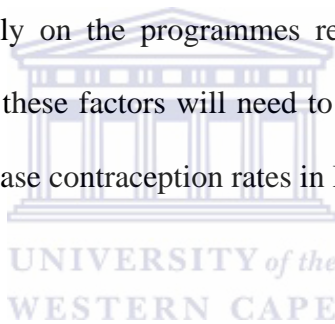 ly on the programmes re
these factors will need to
ase contraception rates in
UNIVERSITY of the
WESTERN CAPE